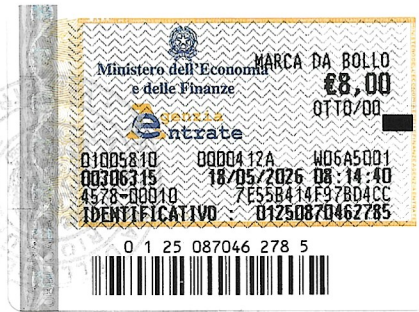 Ministero dell'Economia
e delle Finanze
MARCA DA BOLLO
€8,00
OTTO/00
genzia
entrate
01005810 0000412A W06A5001
00306315 18/05/2026 08:14:40
4578-00010 7E55B414F97BD4CC
IDENTIFICATIVO : 01250870462785
0 1 25 087046 278 5